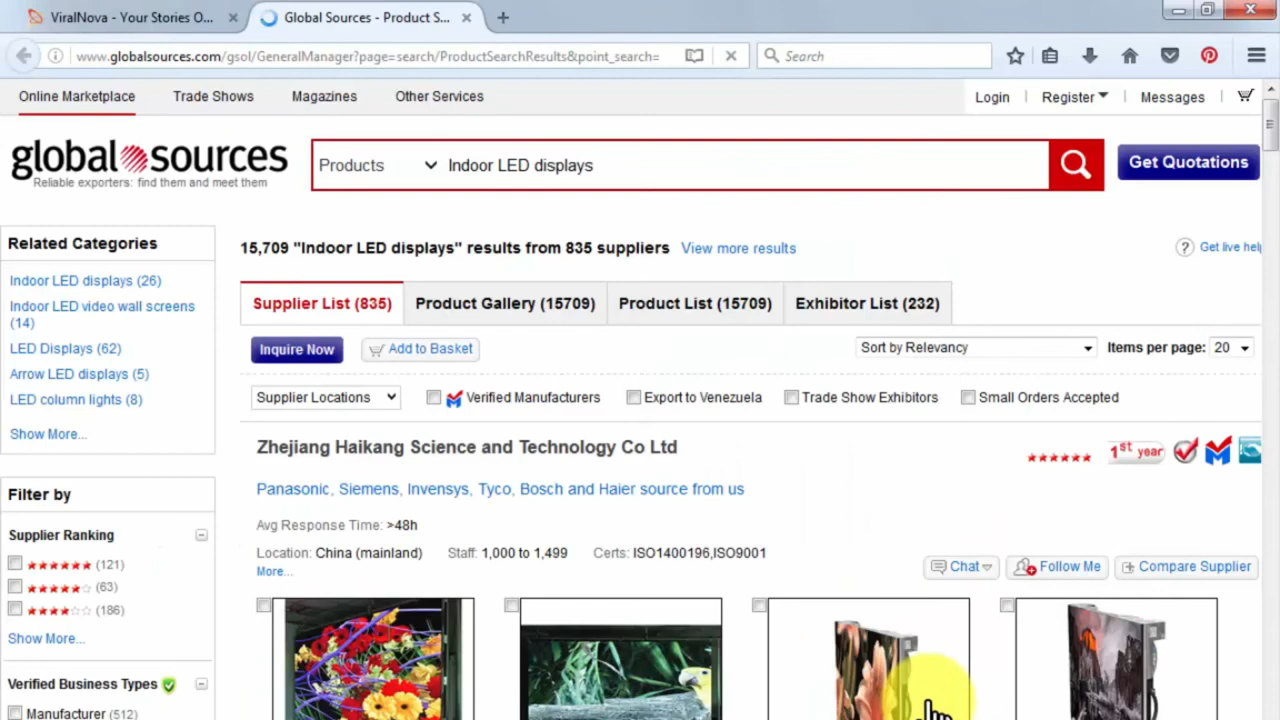 ViralNova - Your Stories O...
Global Sources - Product S...
www.globalsources.com/gsol/GeneralManager?page=search/ProductSearchResults&point_search=
Search
Online Marketplace
Trade Shows
Magazines
Other Services
Login
Register
Messages
global sources
Reliable exporters: find them and meet them
Products
Indoor LED displays
Get Quotations
Related Categories
Indoor LED displays (26)
Indoor LED video wall screens
(14)
LED Displays (62)
Arrow LED displays (5)
LED column lights (8)
Show More...
15,709 "Indoor LED displays" results from 835 suppliers
View more results
Get live help
Supplier List (835)
Product Gallery (15709)
Product List (15709)
Exhibitor List (232)
Inquire Now
Add to Basket
Sort by Relevancy
Items per page: 20
Supplier Locations
Verified Manufacturers
Export to Venezuela
Trade Show Exhibitors
Small Orders Accepted
Filter by
Supplier Ranking
(121)
(63)
(186)
Show More...
Verified Business Types
Manufacturer (512)
Zhejiang Haikang Science and Technology Co Ltd
1st year
Panasonic, Siemens, Invensys, Tyco, Bosch and Haier source from us
Avg Response Time: >48h
Location: China (mainland)
Staff: 1,000 to 1,499
Certs: ISO1400196,ISO9001
More...
Chat
Follow Me
Compare Supplier